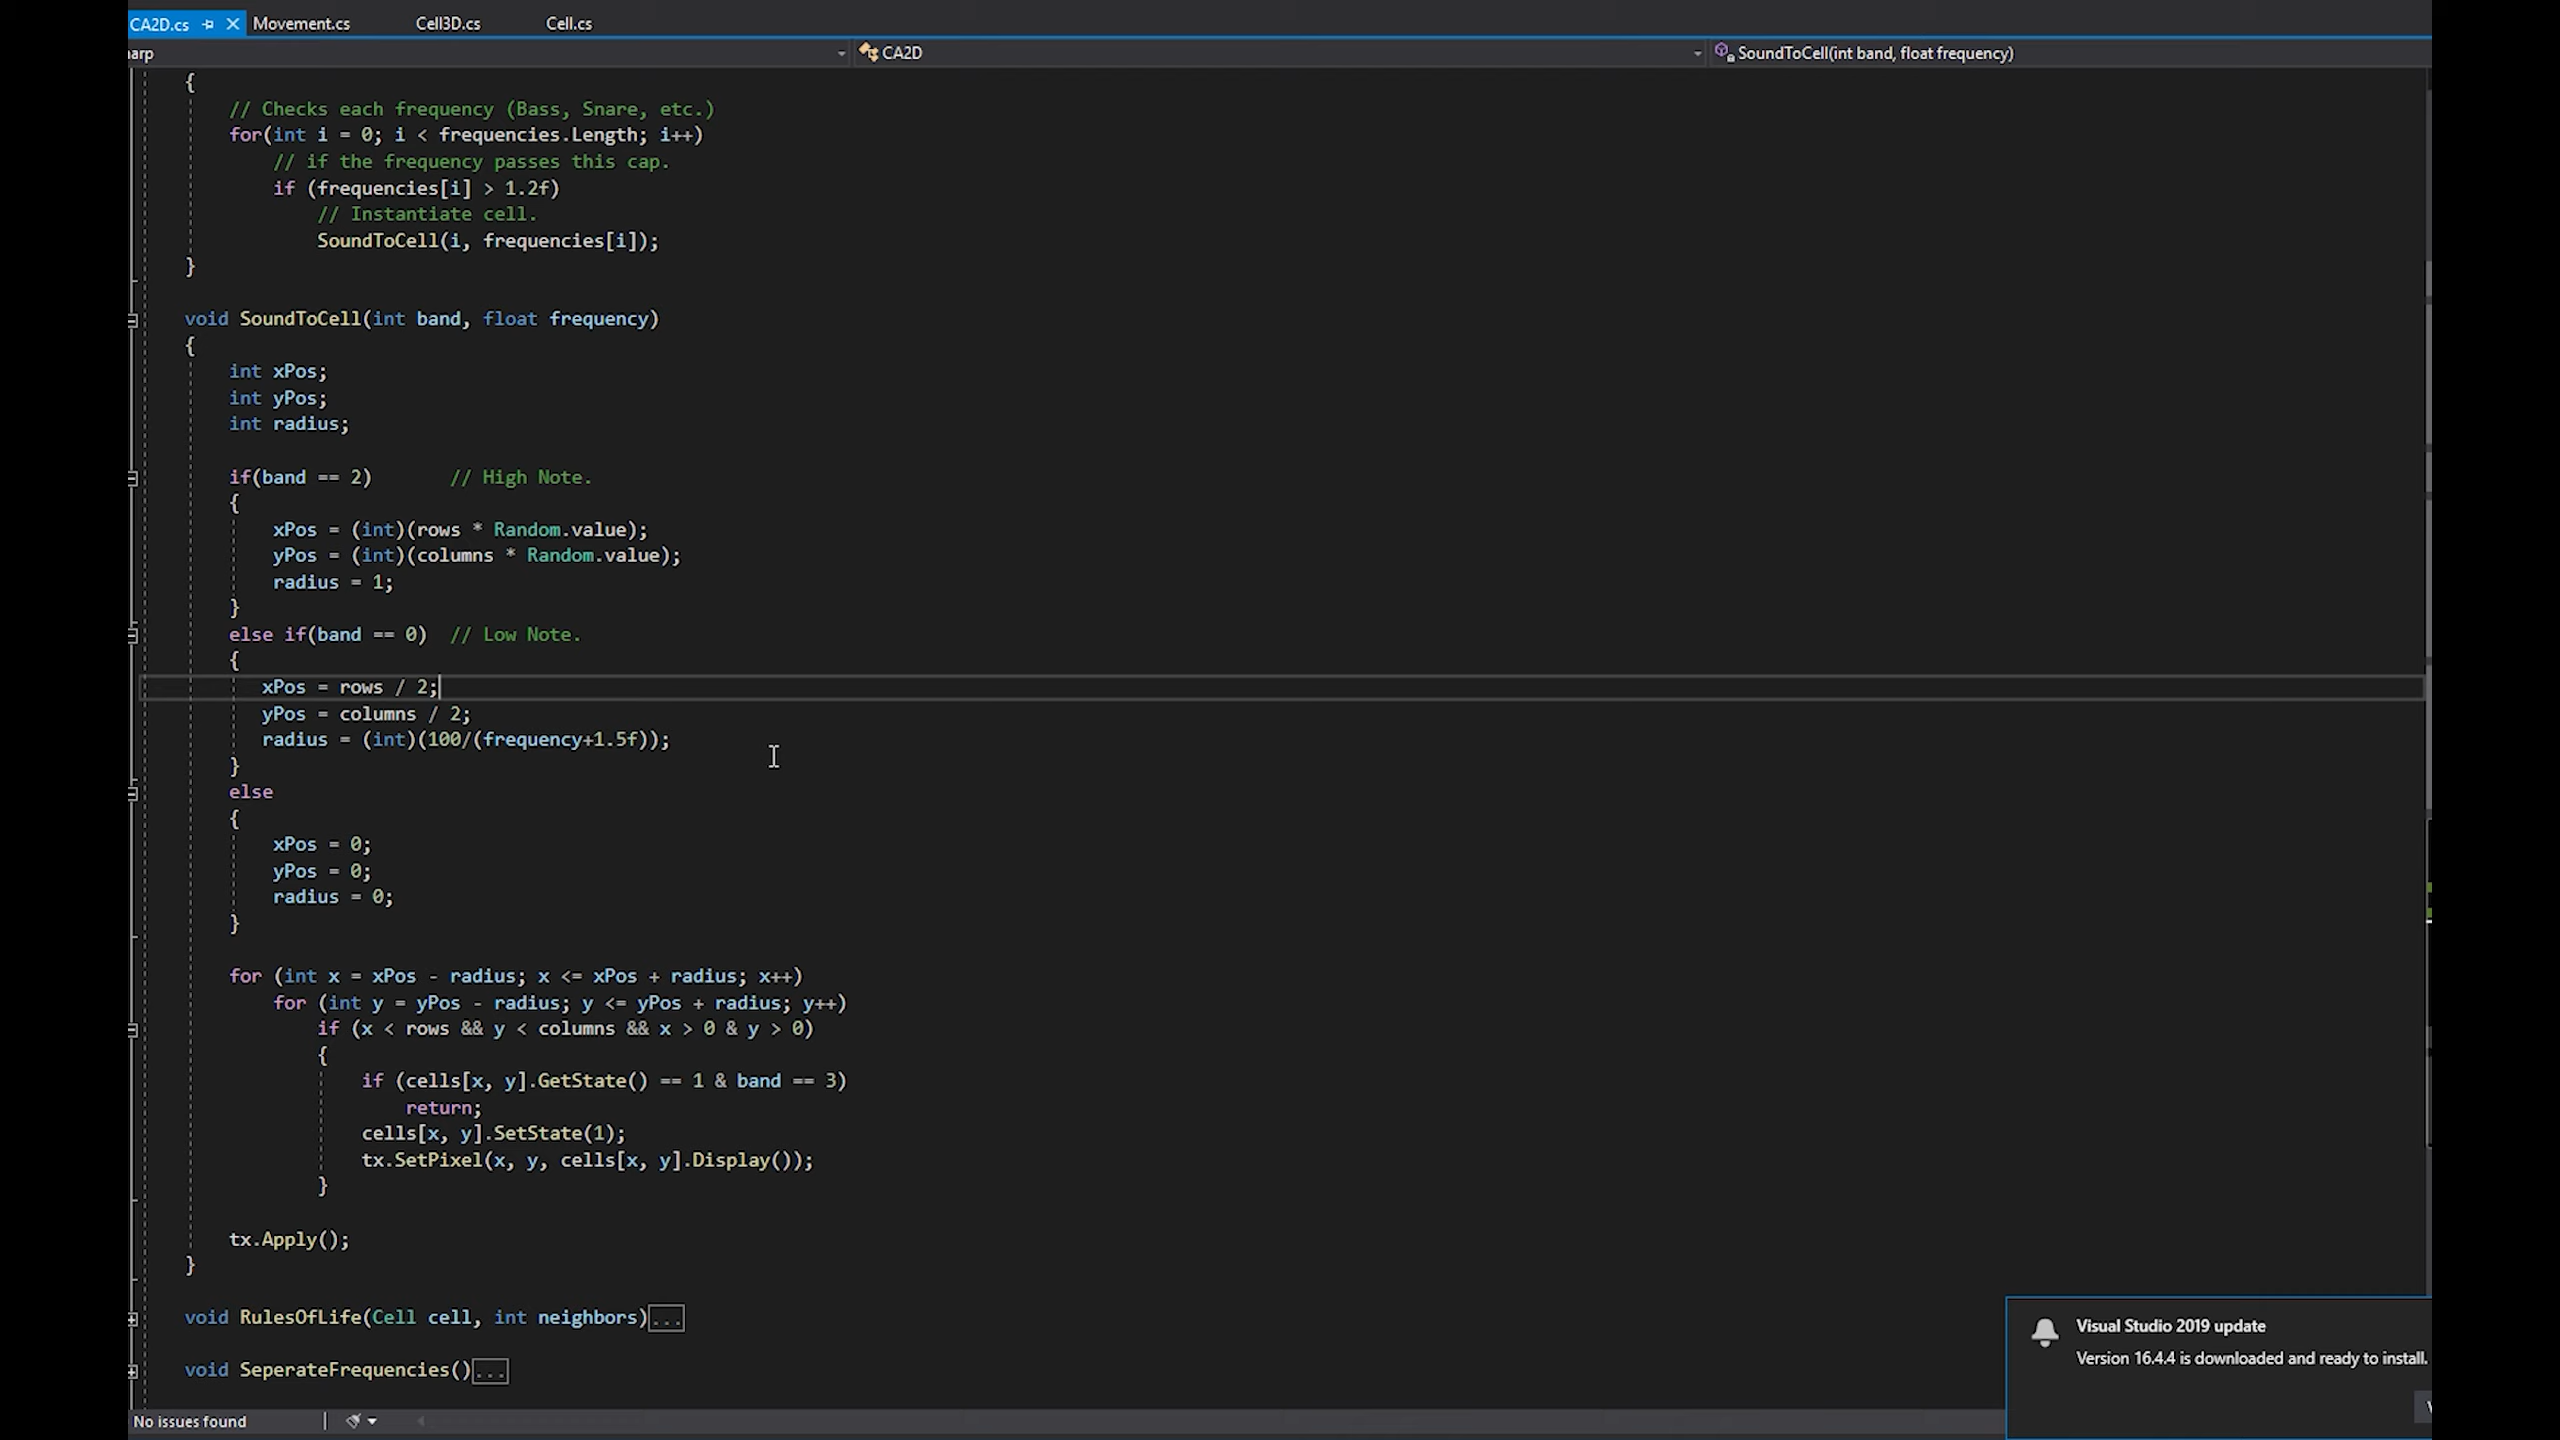 CA2D.cs Movement.cs Cell3D.cs Cell.cs
arp CA2D SoundToCell(int band, float frequency)
{
// Checks each frequency (Bass, Snare, etc.)
for(int i = 0; i < frequencies.Length; i++)
// if the frequency passes this cap.
if (frequencies[i] > 1.2f)
// Instantiate cell.
SoundToCell(i, frequencies[i]);
}
void SoundToCell(int band, float frequency)
{
int xPos;
int yPos;
int radius;
if(band == 2) // High Note.
{
xPos = (int)(rows * Random.value);
yPos = (int)(columns * Random.value);
radius = 1;
}
else if(band == 0) // Low Note.
{
xPos = rows / 2;
yPos = columns / 2;
radius = (int)(100/(frequency+1.5f));
}
else
{
xPos = 0;
yPos = 0;
radius = 0;
}
for (int x = xPos - radius; x <= xPos + radius; x++)
for (int y = yPos - radius; y <= yPos + radius; y++)
if (x < rows && y < columns && x > 0 & y > 0)
{
if (cells[x, y].GetState() == 1 & band == 3)
return;
cells[x, y].SetState(1);
tx.SetPixel(x, y, cells[x, y].Display());
}
tx.Apply();
}
void RulesOfLife(Cell cell, int neighbors)...
void SeperateFrequencies()...
Visual Studio 2019 update
Version 16.4.4 is downloaded and ready to install.
No issues found